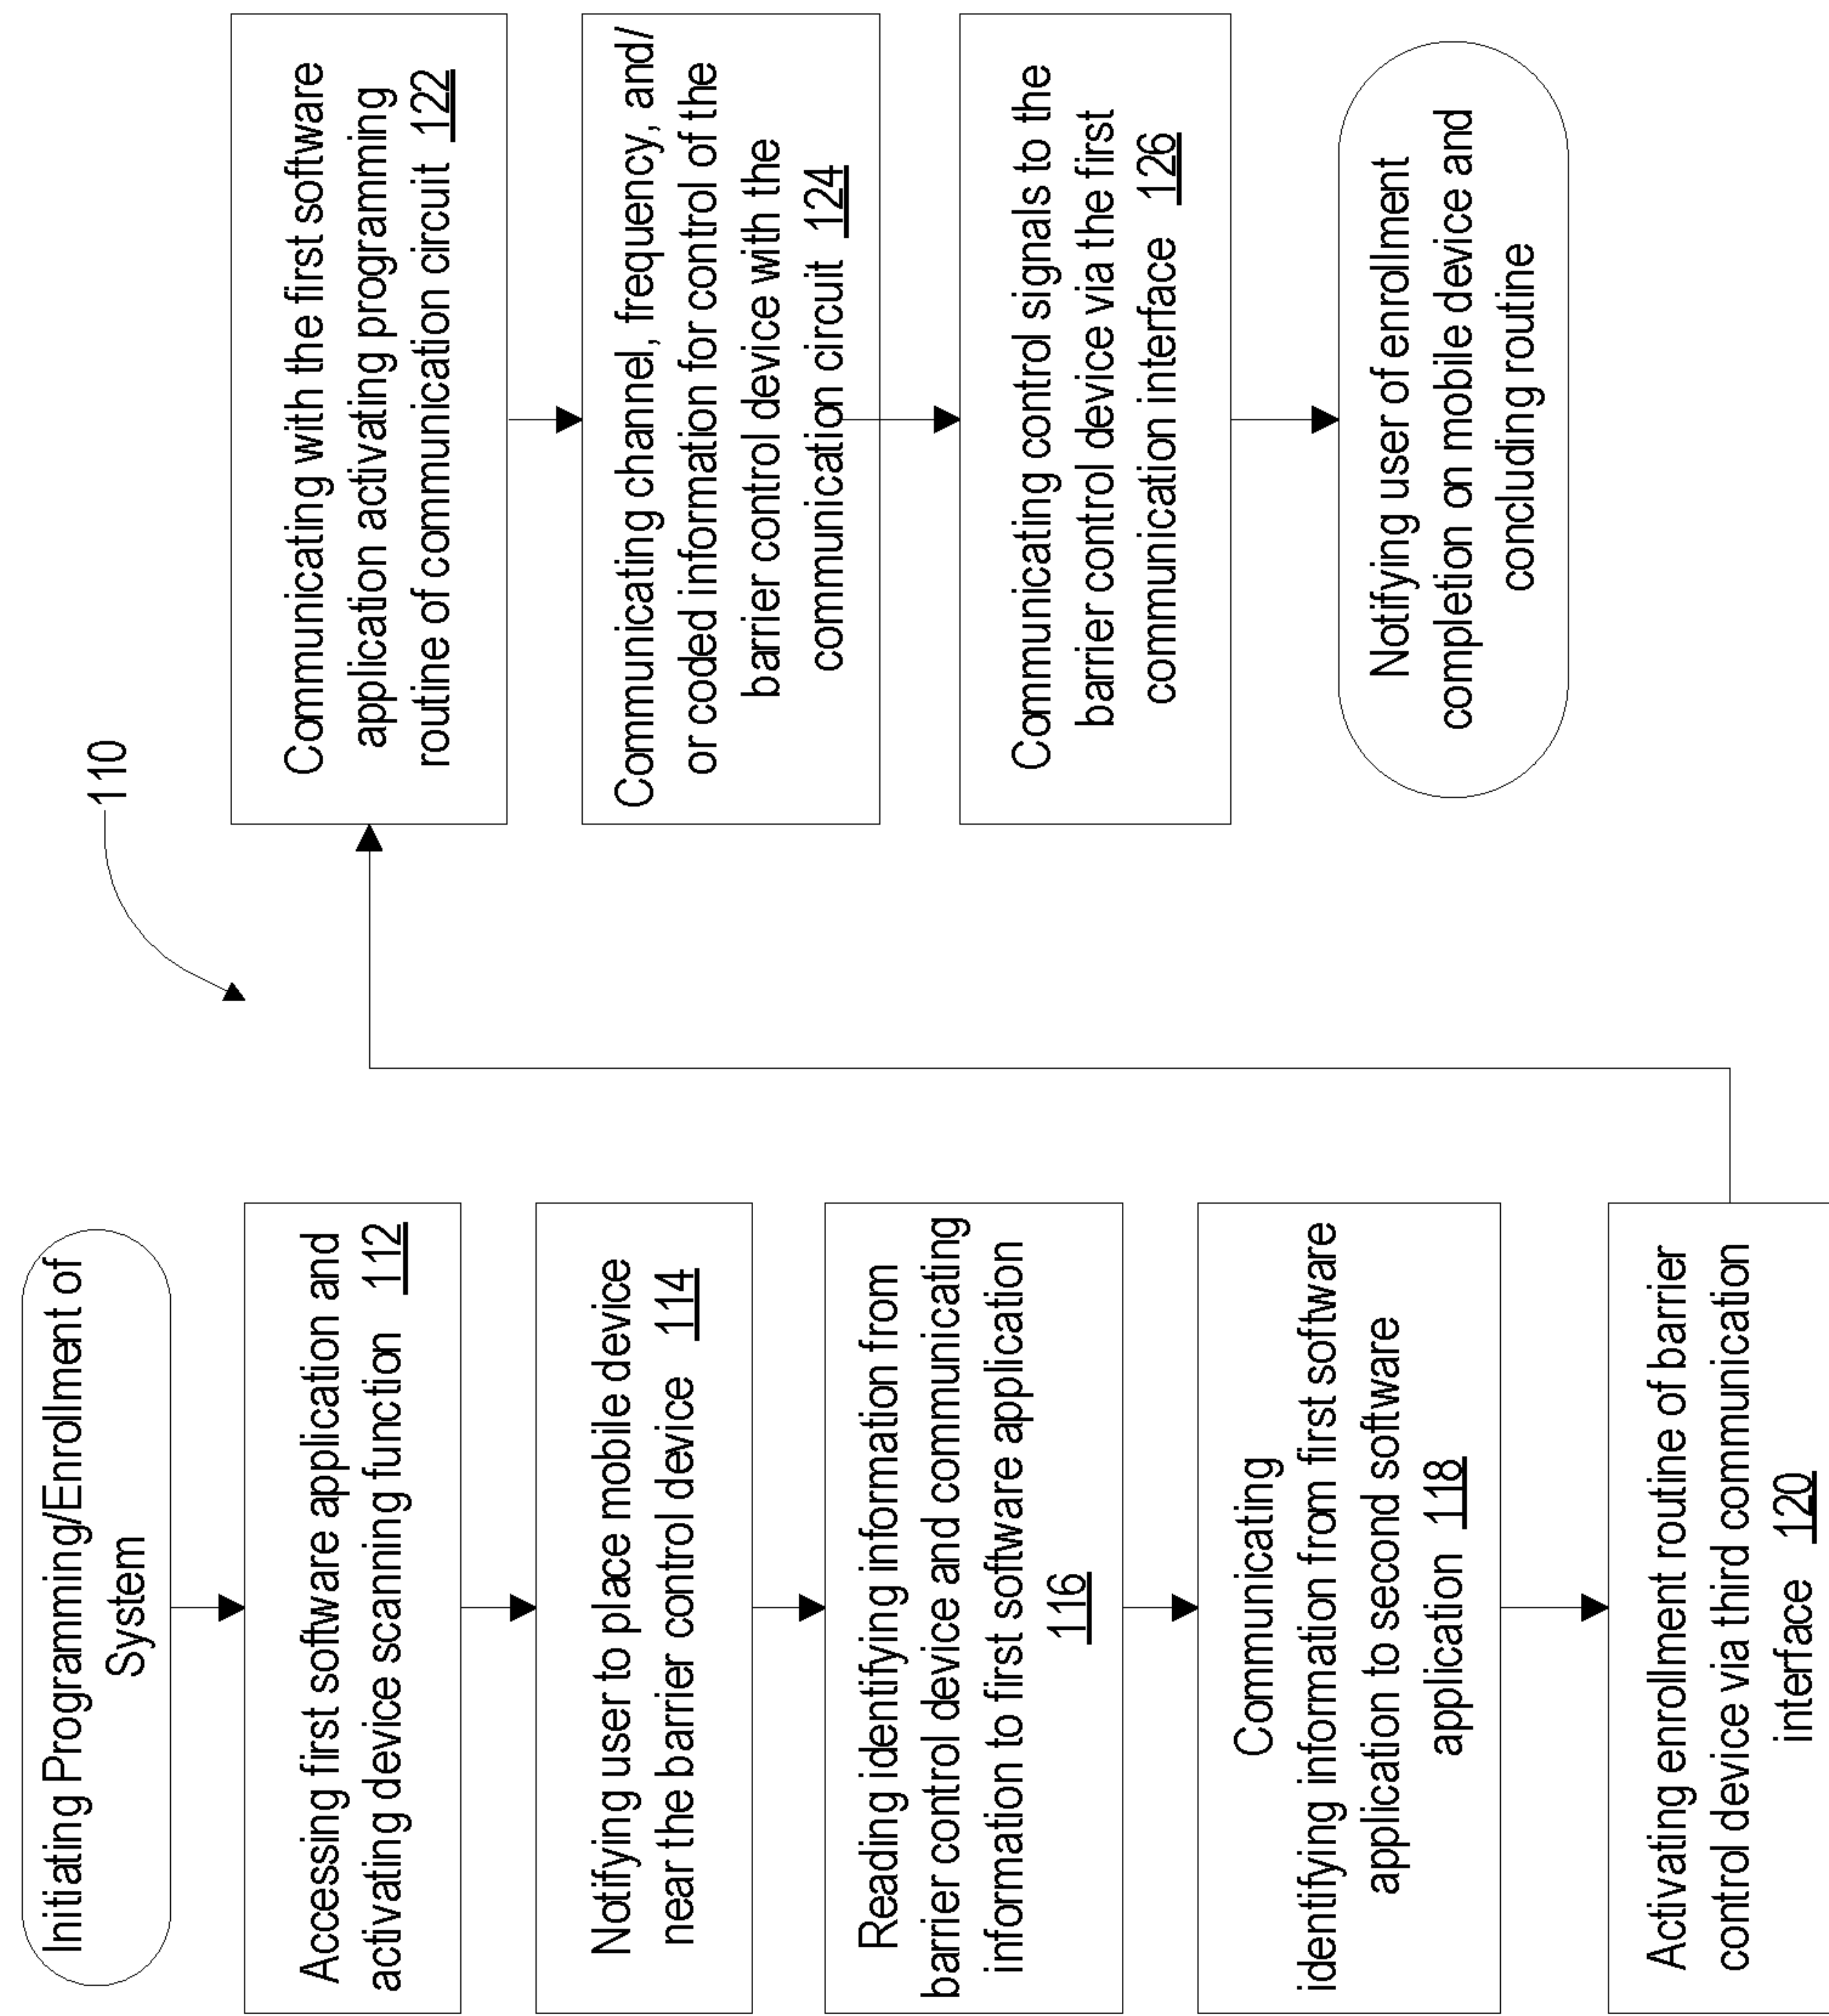 110
Initiating Programming/Enrollment of
System
Accessing first software application and
activating device scanning function 112
Notifying user to place mobile device
near the barrier control device 114
Reading identifying information from
barrier control device and communicating
information to first software application
116
Communicating
identifying information from first software
application to second software
application 118
Activating enrollment routine of barrier
control device via third communication
interface 120
Communicating with the first software
application activating programming
routine of communication circuit 122
Communicating channel, frequency, and/
or coded information for control of the
barrier control device with the
communication circuit 124
Communicating control signals to the
barrier control device via the first
communication interface 126
Notifying user of enrollment
completion on mobile device and
concluding routine